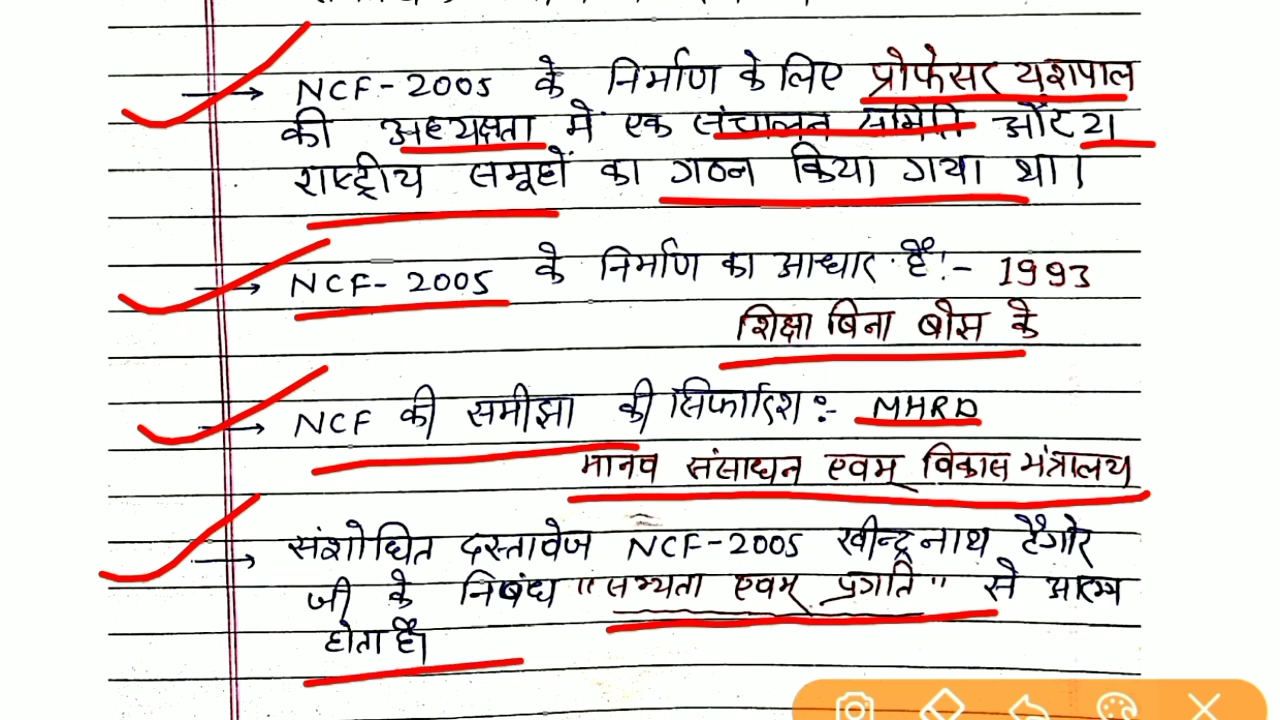 → NCF-2005 के निर्माण के लिए प्रोफेसर यशपाल
की अध्यक्षता में एक संचालन समिति और २१
राष्ट्रीय समूहों का गठन किया गया था।
→ NCF- 2005 के निर्माण का आधार है:- 1993
शिक्षा बिना बोस के
→ NCF की समीझा की सिफारिश :- MHRD
मानव संसाधन एवम् विकास मंत्रालय
→ संशोधित दस्तावेज NCF-2005 रवीन्द्रनाथ टैगोर
जी के निबंध "सभ्यता एवम् प्रगति" से आरम्भ
होता है।